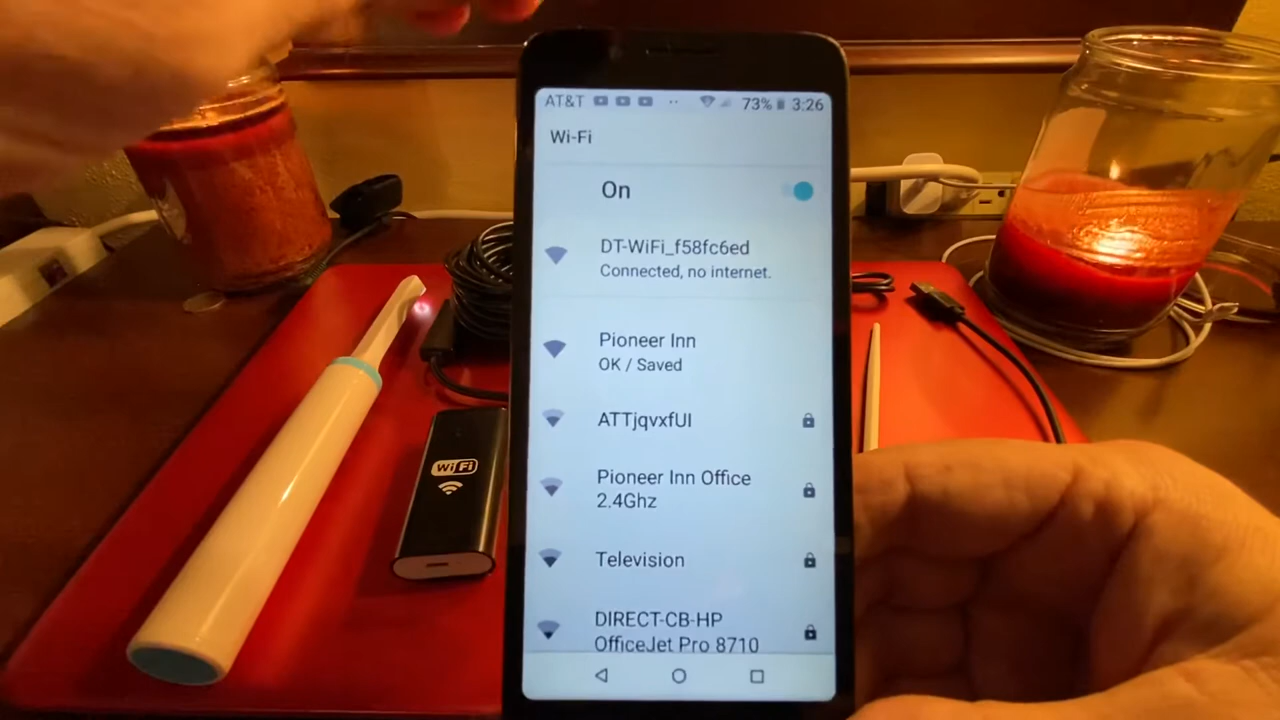 AT&T 73% 3:26
Wi-Fi
On
DT-WiFi_f58fc6ed
Connected, no internet.
Pioneer Inn
OK / Saved
ATTjqvxfUI
Pioneer Inn Office
2.4Ghz
Television
DIRECT-CB-HP
OfficeJet Pro 8710
WiFi